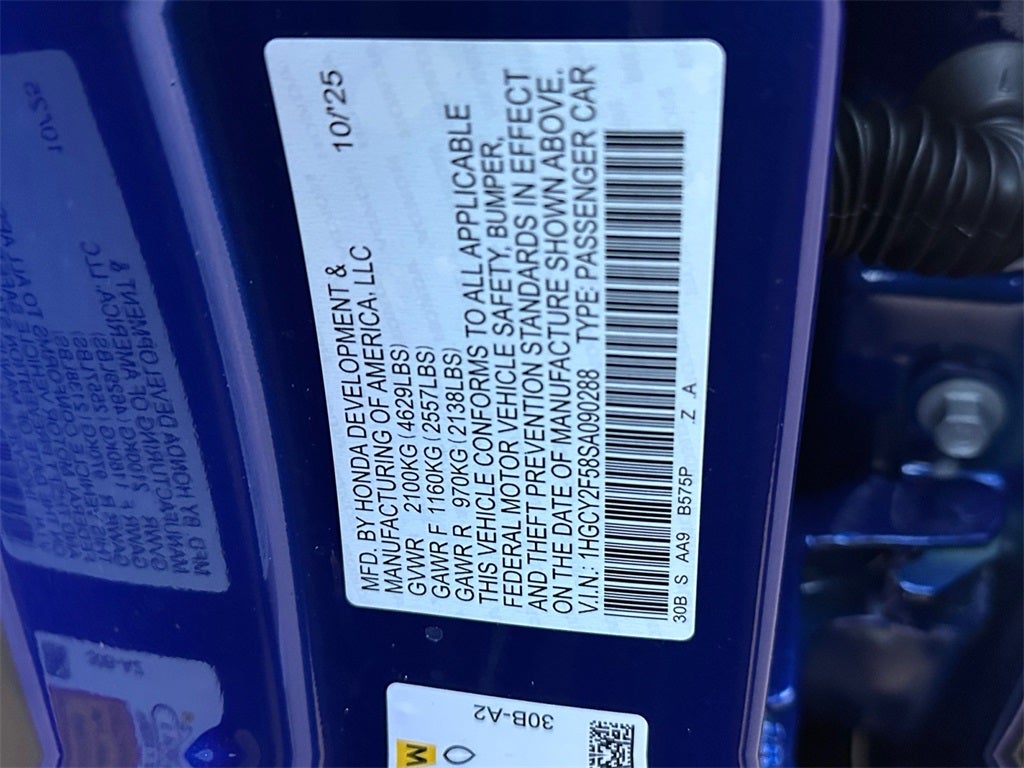 10/'25
MFD. BY HONDA DEVELOPMENT &
MANUFACTURING OF AMERICA, LLC
GVWR 2100KG (4629LBS)
GAWR F 1160KG (2557LBS)
GAWR R 970KG (2138LBS)
THIS VEHICLE CONFORMS TO ALL APPLICABLE
FEDERAL MOTOR VEHICLE SAFETY, BUMPER,
AND THEFT PREVENTION STANDARDS IN EFFECT
ON THE DATE OF MANUFACTURE SHOWN ABOVE.
V.I.N.: 1HGCY2F58SA090288 TYPE: PASSENGER CAR
30B S AA9 B575P Z A
30B-A2
M